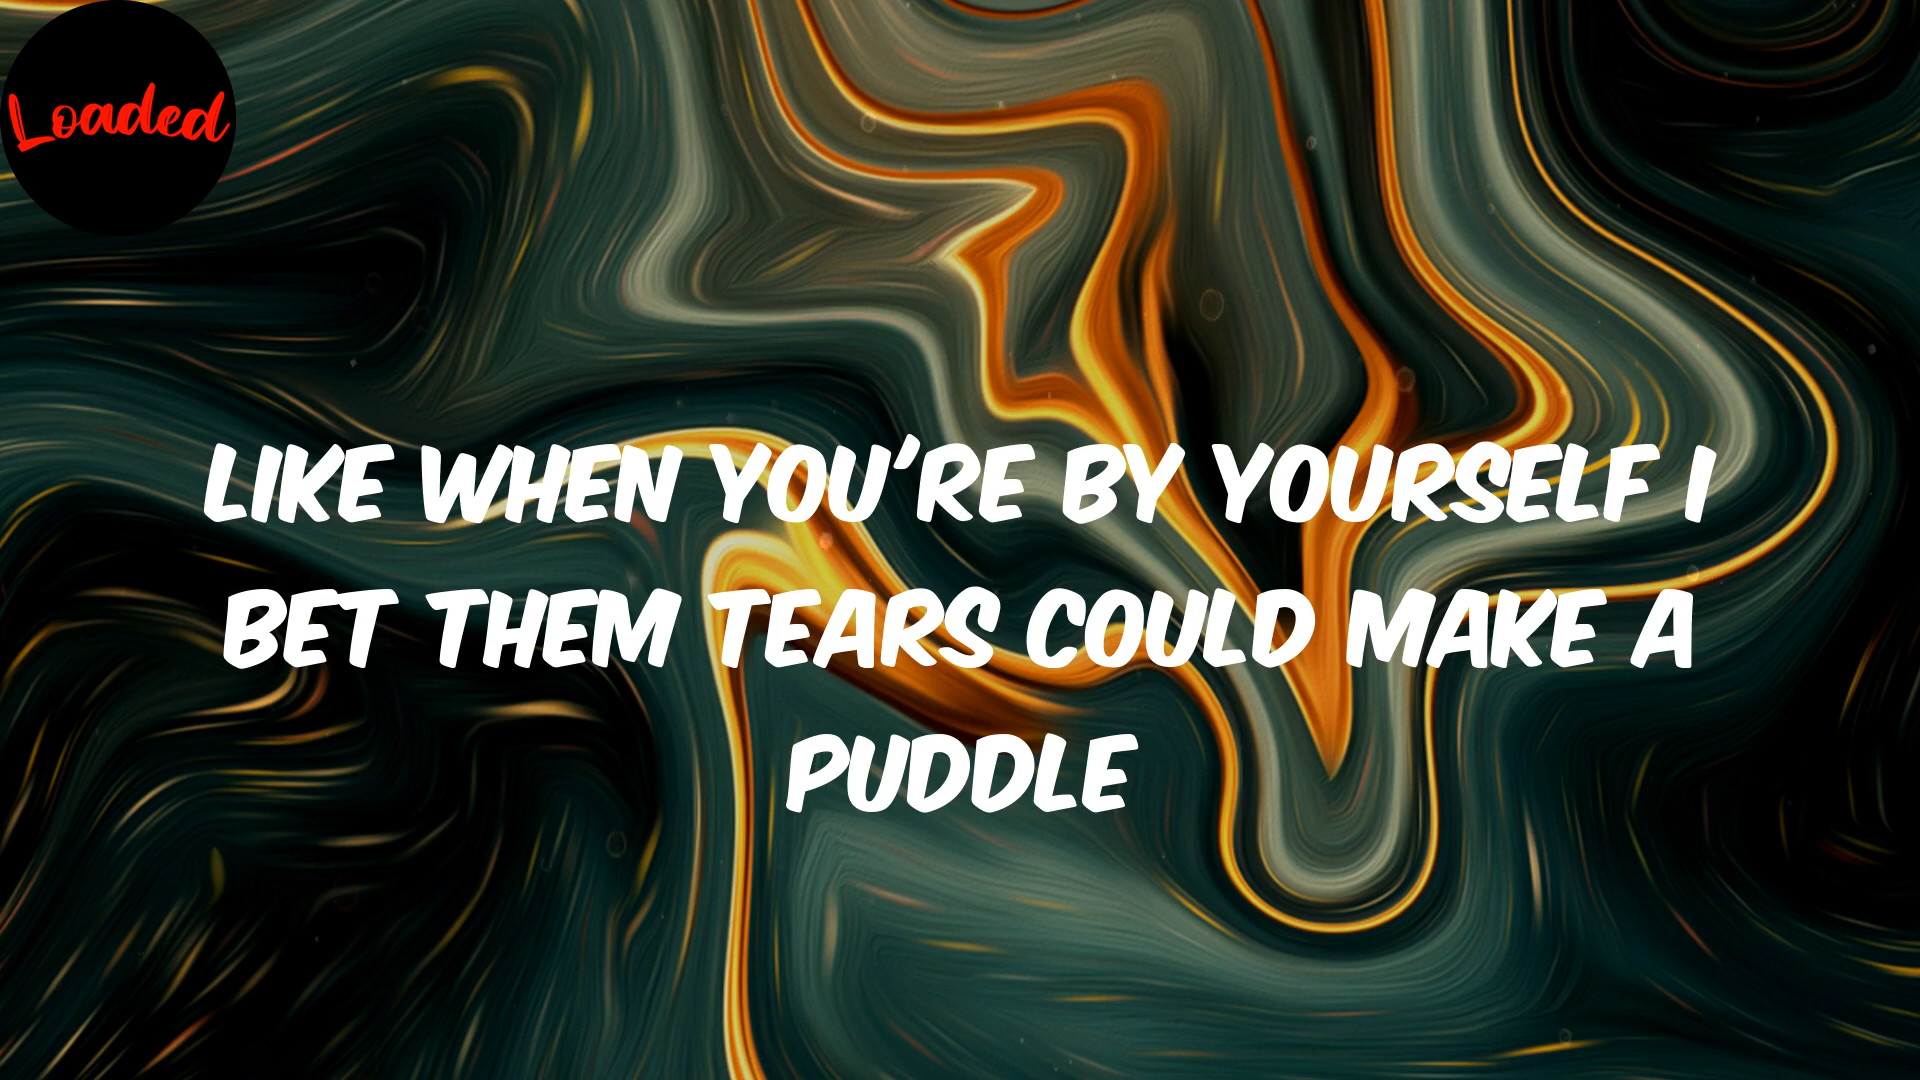 Loaded
LIKE WHEN YOU'RE BY YOURSELF I
BET THEM TEARS COULD MAKE A
PUDDLE